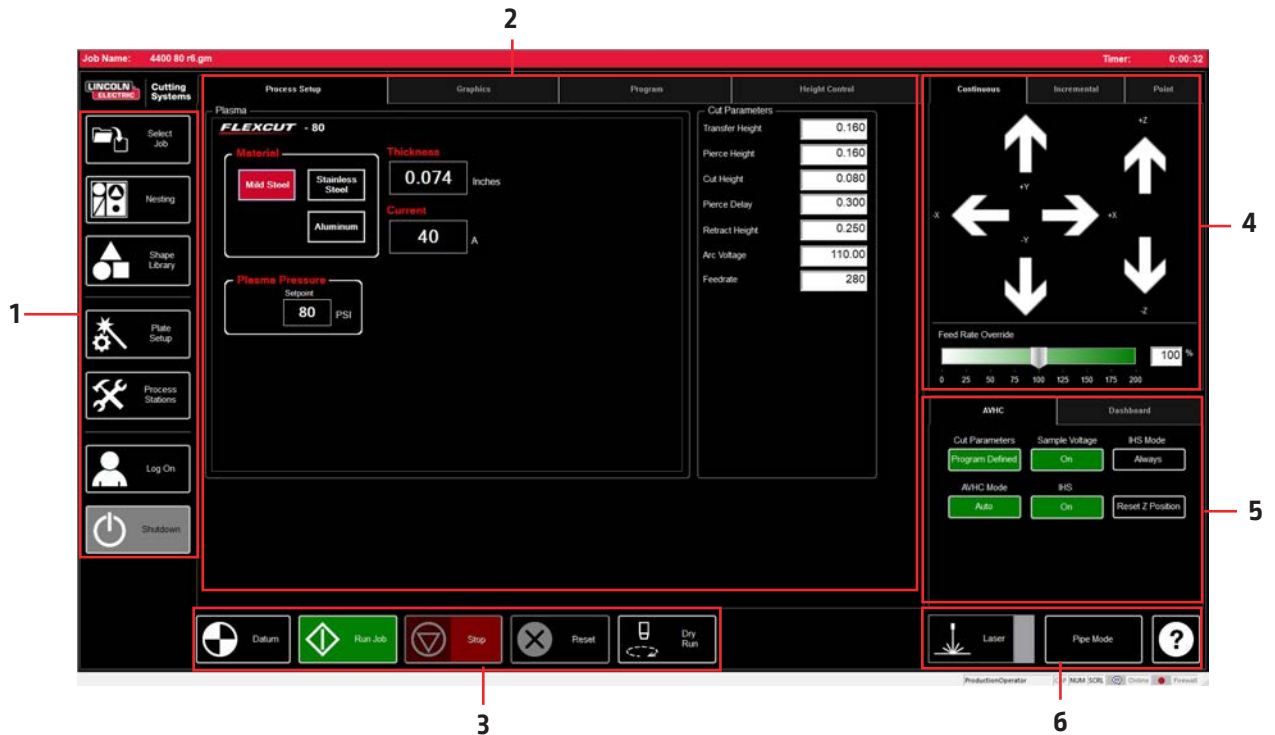 2
Job Name: 4400 80 r6.gm Timer: 0:00:32
LINCOLN ELECTRIC Cutting Systems
Process Setup Graphics Program Height Control
Continuous Incremental Point
1
Select Job
Nesting
Shape Library
Plate Setup
Process Stations
Log On
Shutdown
Plasma
FLEXCUT - 80
Material
Mild Steel
Stainless Steel
Aluminum
Thickness
0.074 Inches
Current
40 A
Plasma Pressure
Setpoint
80 PSI
Cut Parameters
Transfer Height 0.160
Pierce Height 0.160
Cut Height 0.080
Pierce Delay 0.300
Retract Height 0.250
Arc Voltage 110.00
Feedrate 280
+Z
+Y
-X +X
-Y
-Z
4
Feed Rate Override
100 %
0 25 50 75 100 125 150 175 200
AVHC Dashboard
Cut Parameters Sample Voltage IHS Mode
Program Defined On Always
AVHC Mode IHS
Auto On Reset Z Position
5
Datum
Run Job
Stop
Reset
Dry Run
Laser
Pipe Mode
?
ProductionOperator CAP NUM SCRL Online Firewall
3
6